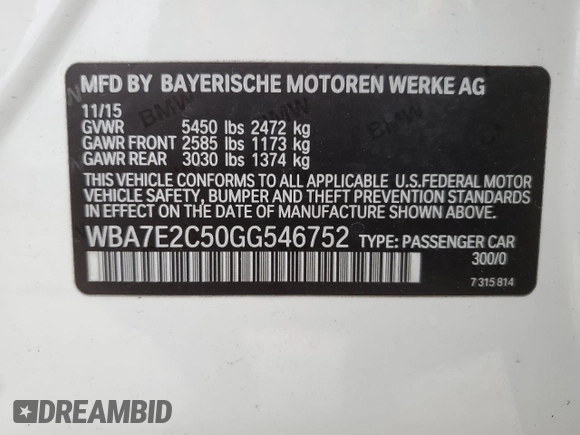 MFD BY BAYERISCHE MOTOREN WERKE AG
11/15
GVWR 5450 lbs 2472 kg
GAWR FRONT 2585 lbs 1173 kg
GAWR REAR 3030 lbs 1374 kg
THIS VEHICLE CONFORMS TO ALL APPLICABLE U.S.FEDERAL MOTOR
VEHICLE SAFETY, BUMPER AND THEFT PREVENTION STANDARDS IN
EFFECT ON THE DATE OF MANUFACTURE SHOWN ABOVE.
WBA7E2C50GG546752 TYPE: PASSENGER CAR
300/0
7 315 814
DREAMBID